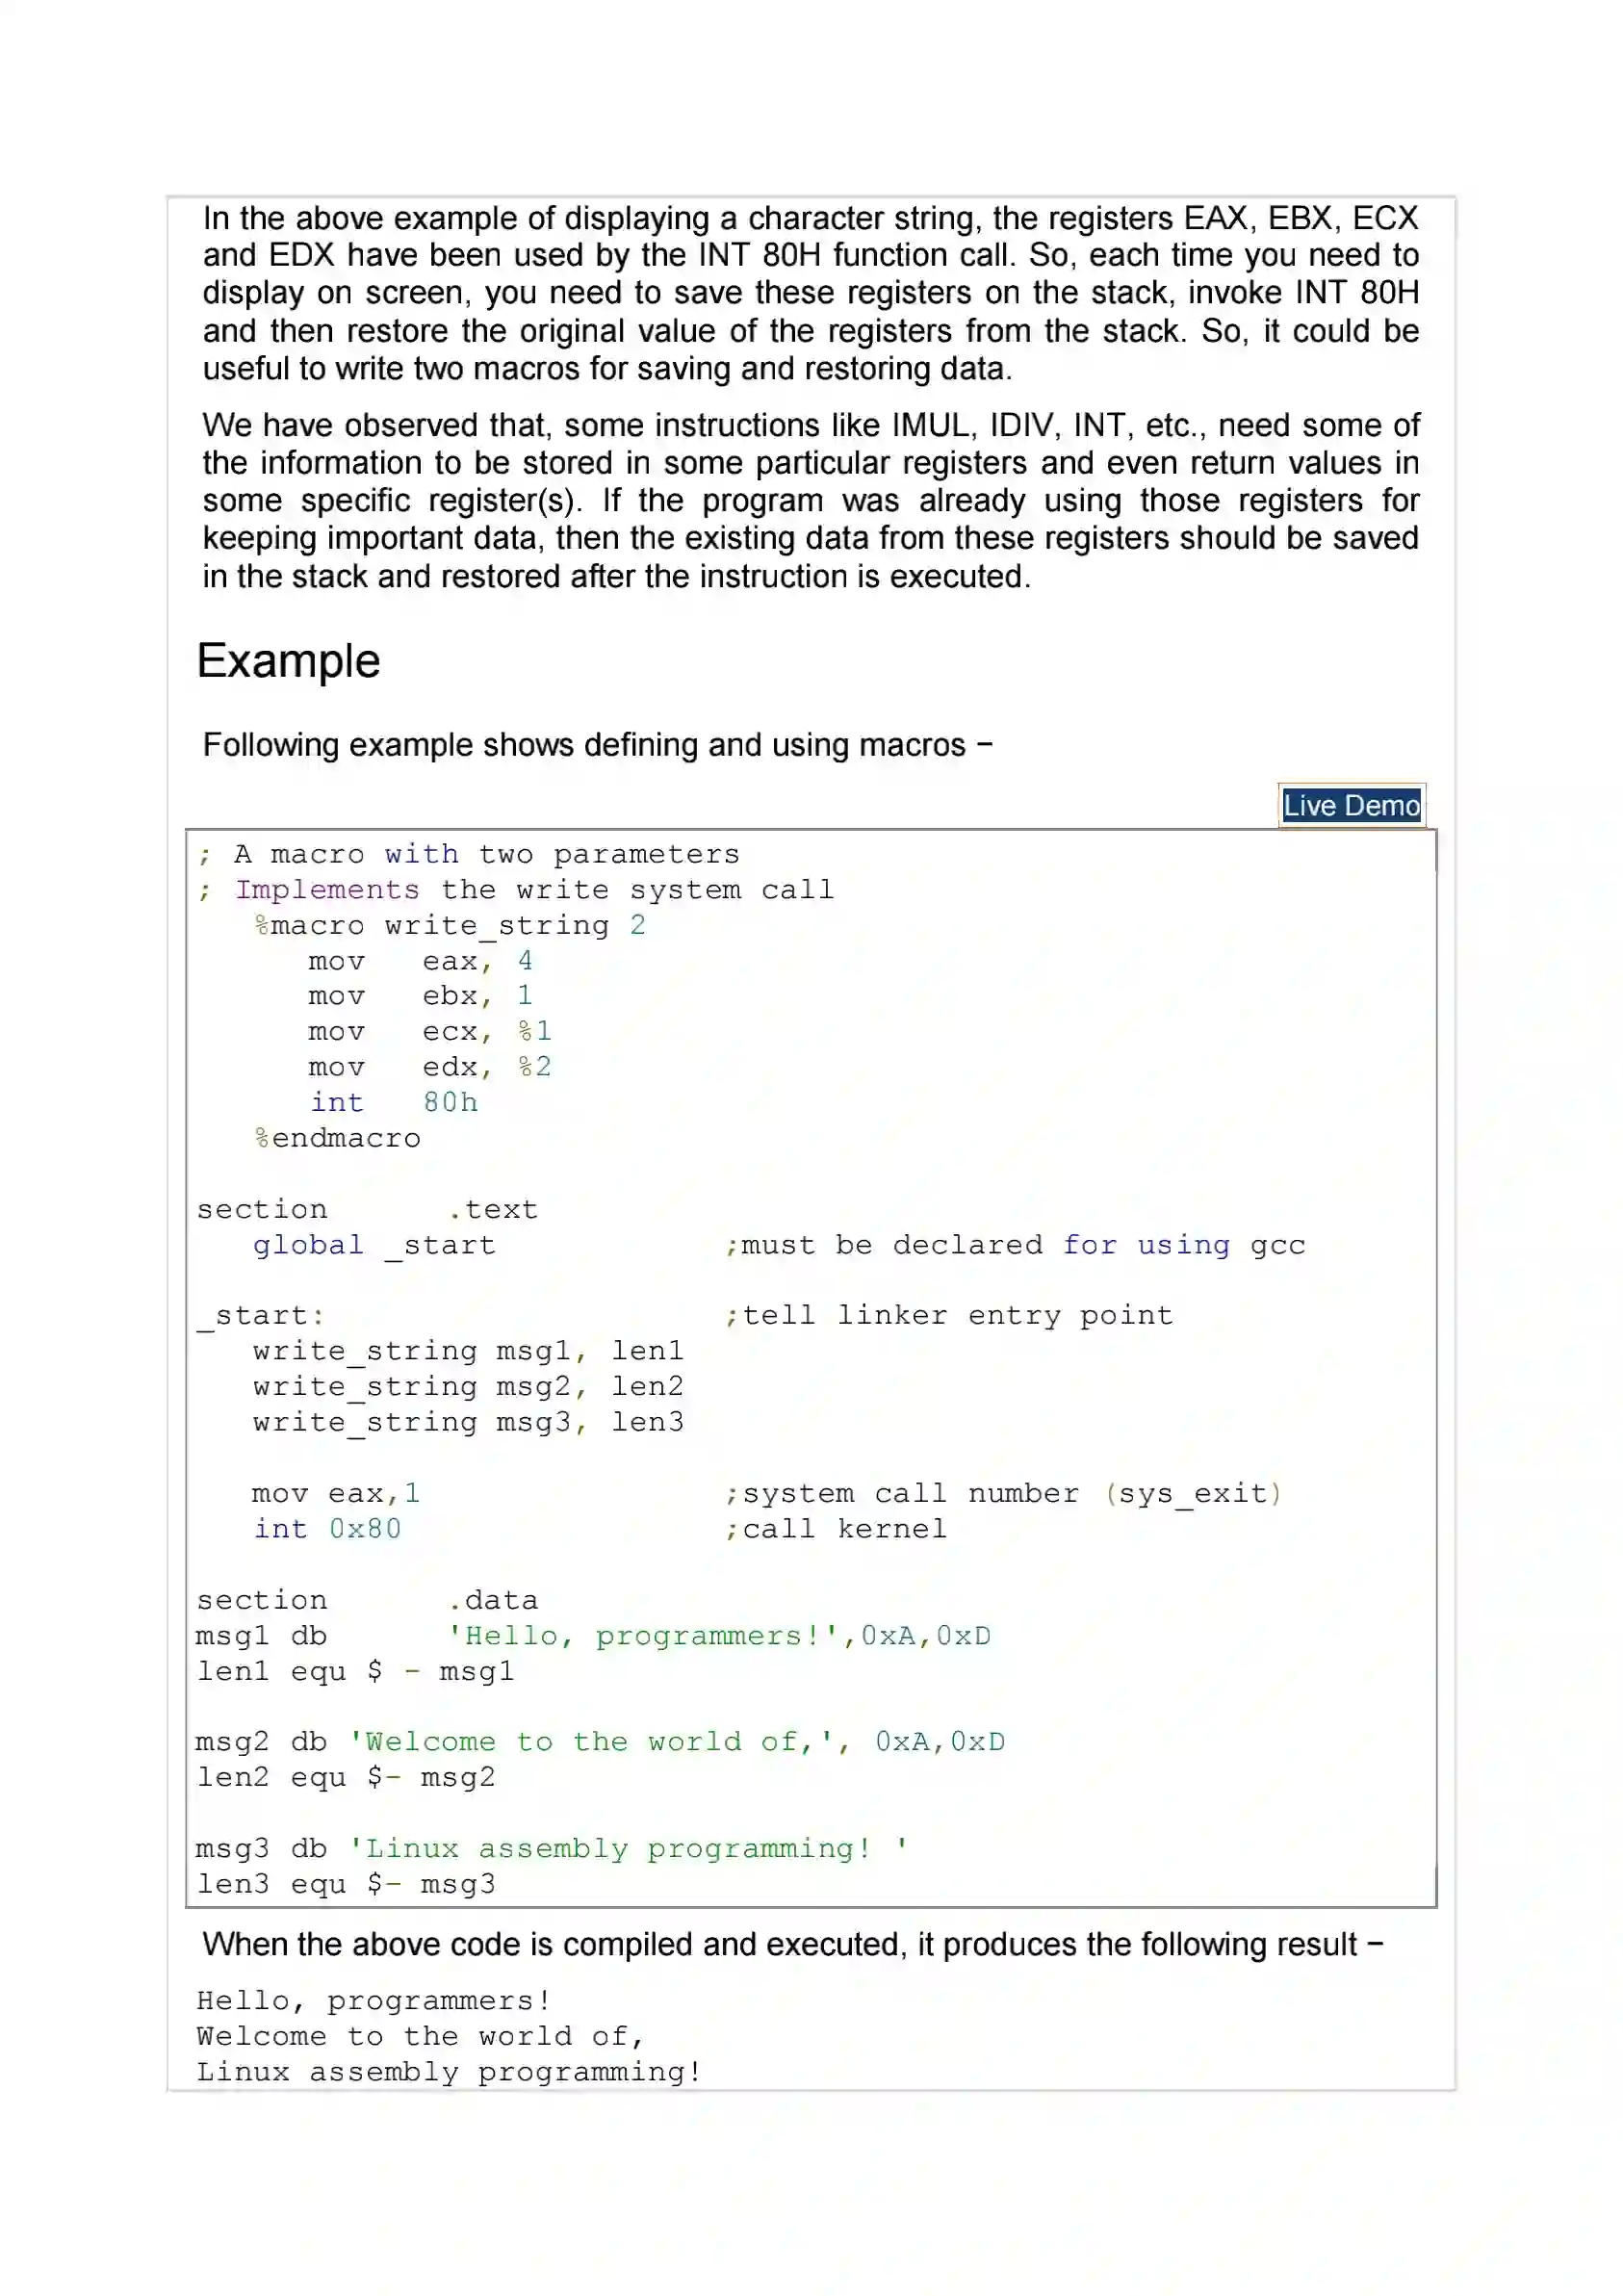 In the above example of displaying a character string, the registers EAX, EBX, ECX
and EDX have been used by the INT 80H function call. So, each time you need to
display on screen, you need to save these registers on the stack, invoke INT 80H
and then restore the original value of the registers from the stack. So, it could be
useful to write two macros for saving and restoring data.
We have observed that, some instructions like IMUL, IDIV, INT, etc., need some of
the information to be stored in some particular registers and even return values in
some specific register(s). If the program was already using those registers for
keeping important data, then the existing data from these registers should be saved
in the stack and restored after the instruction is executed.
Example
Following example shows defining and using macros −
Live Demo
; A macro with two parameters
; Implements the write system call
   %macro write_string 2
      mov   eax, 4
      mov   ebx, 1
      mov   ecx, %1
      mov   edx, %2
      int   80h
   %endmacro
section      .text
   global _start            ;must be declared for using gcc
_start:                     ;tell linker entry point
   write_string msg1, len1
   write_string msg2, len2
   write_string msg3, len3
   mov eax,1                ;system call number (sys_exit)
   int 0x80                 ;call kernel
section      .data
msg1 db      'Hello, programmers!',0xA,0xD
len1 equ $ - msg1
msg2 db 'Welcome to the world of,', 0xA,0xD
len2 equ $- msg2
msg3 db 'Linux assembly programming! '
len3 equ $- msg3
When the above code is compiled and executed, it produces the following result −
Hello, programmers!
Welcome to the world of,
Linux assembly programming!